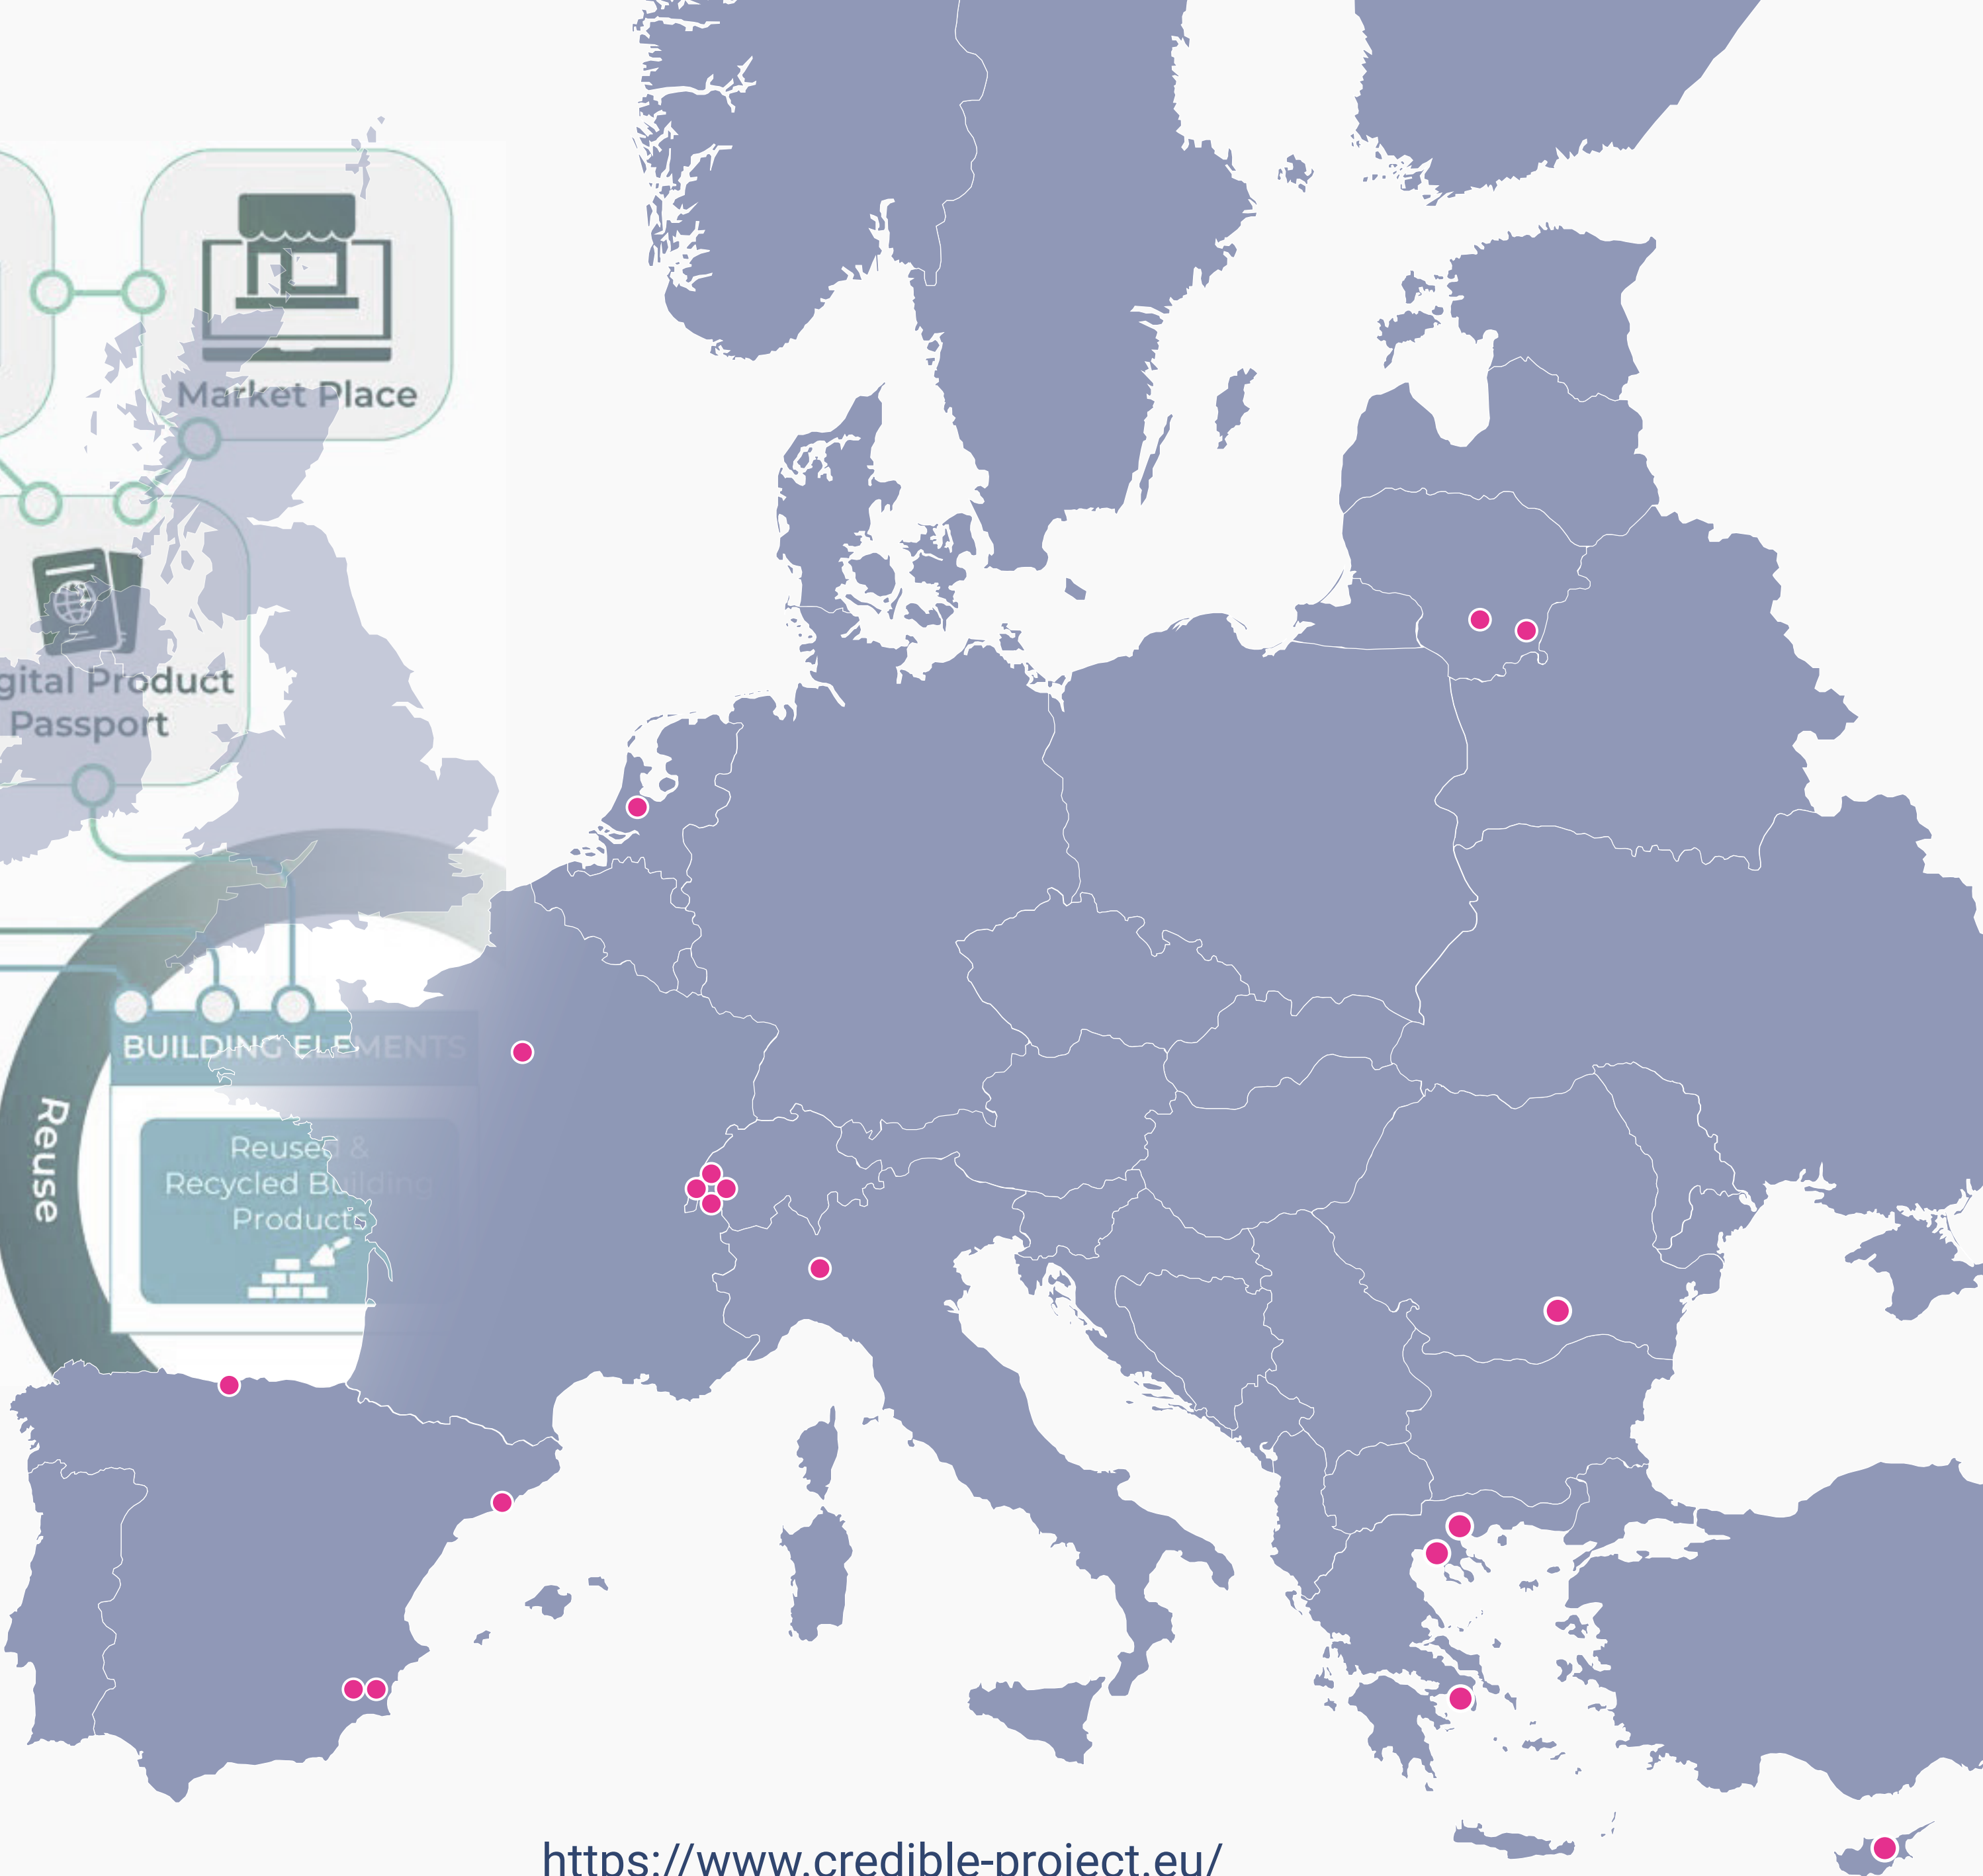 Market Place
gital Product
Passport
BUILDING ELEMENTS
Reuse
Reused &
Recycled Building
Products
https://www.credible-project.eu/